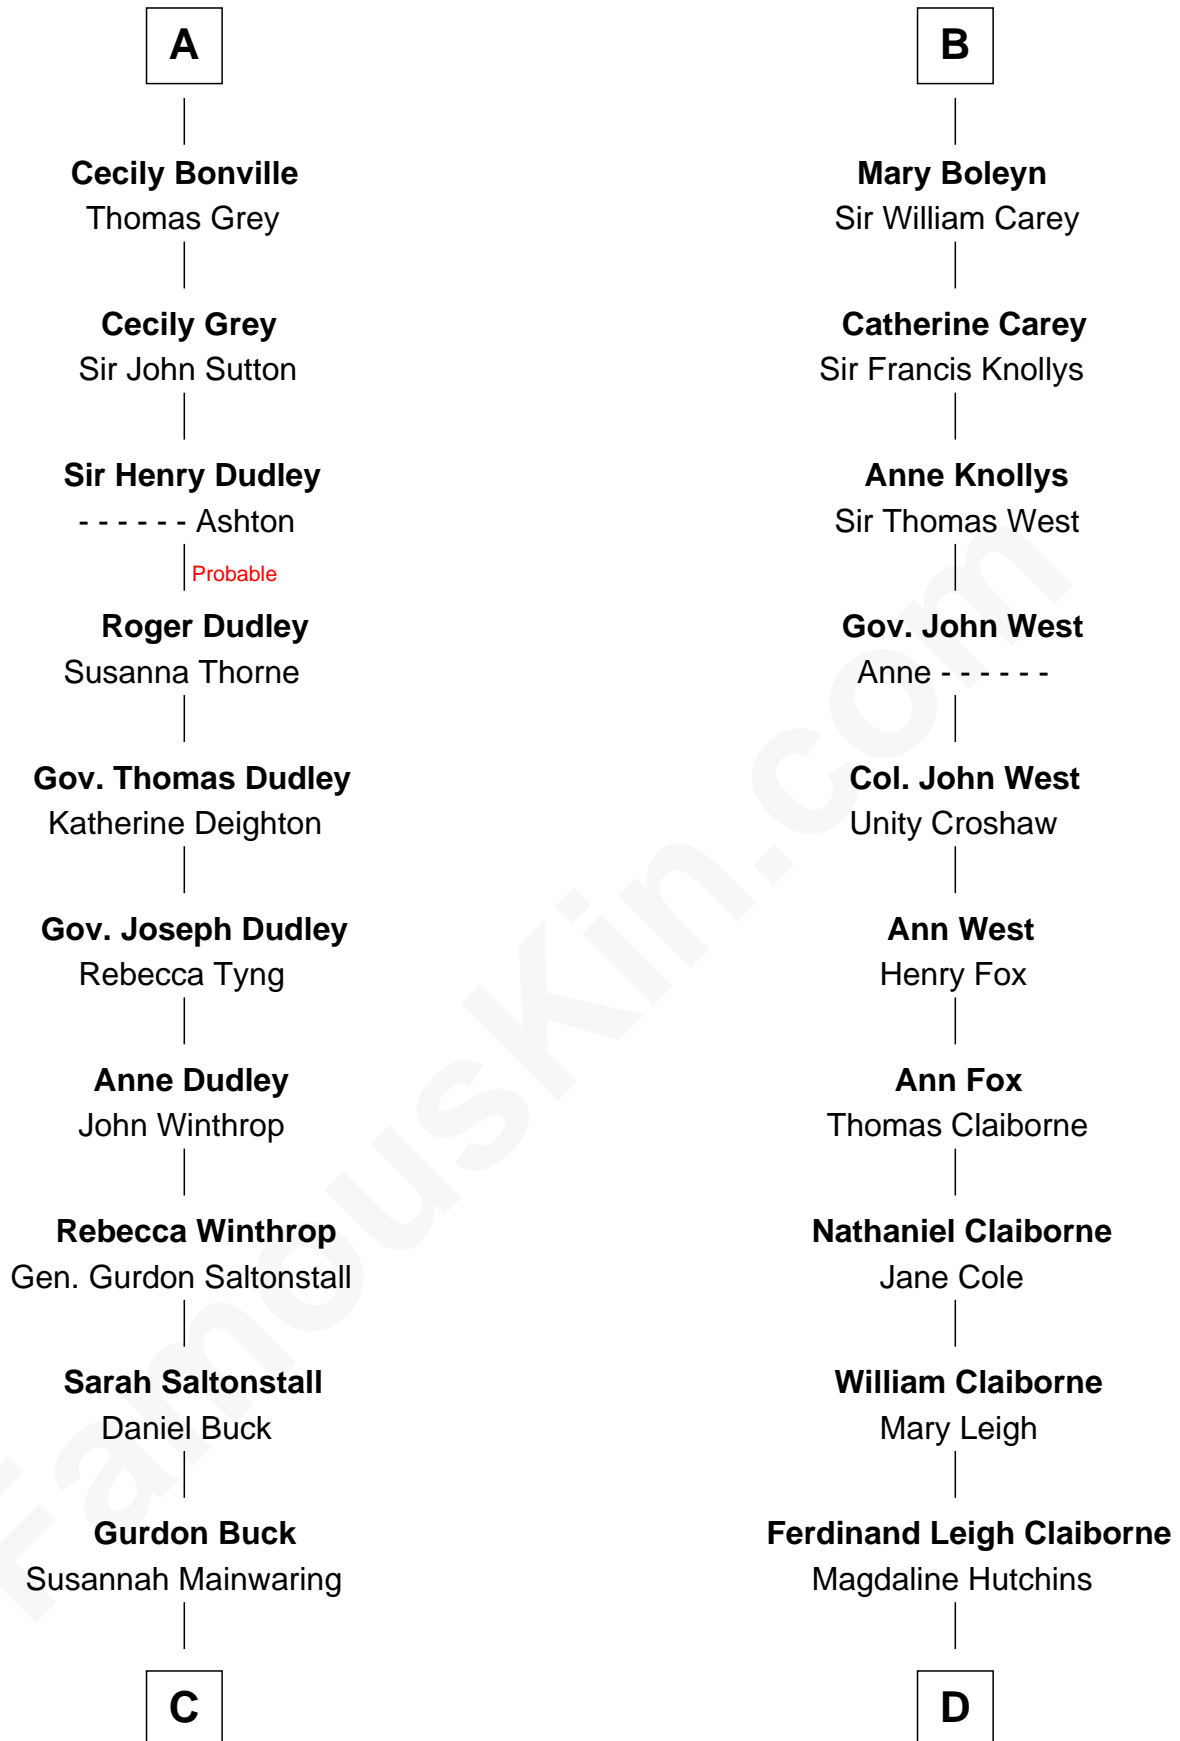 A
Cecily Bonville
Thomas Grey
Cecily Grey
Sir John Sutton
Sir Henry Dudley
- - - - - - Ashton
Probable
Roger Dudley
Susanna Thorne
Gov. Thomas Dudley
Katherine Deighton
Gov. Joseph Dudley
Rebecca Tyng
Anne Dudley
John Winthrop
Rebecca Winthrop
Gen. Gurdon Saltonstall
Sarah Saltonstall
Daniel Buck
Gurdon Buck
Susannah Mainwaring
C
B
Mary Boleyn
Sir William Carey
Catherine Carey
Sir Francis Knollys
Anne Knollys
Sir Thomas West
Gov. John West
Anne - - - - - -
Col. John West
Unity Croshaw
Ann West
Henry Fox
Ann Fox
Thomas Claiborne
Nathaniel Claiborne
Jane Cole
William Claiborne
Mary Leigh
Ferdinand Leigh Claiborne
Magdaline Hutchins
D
FamousKin.com